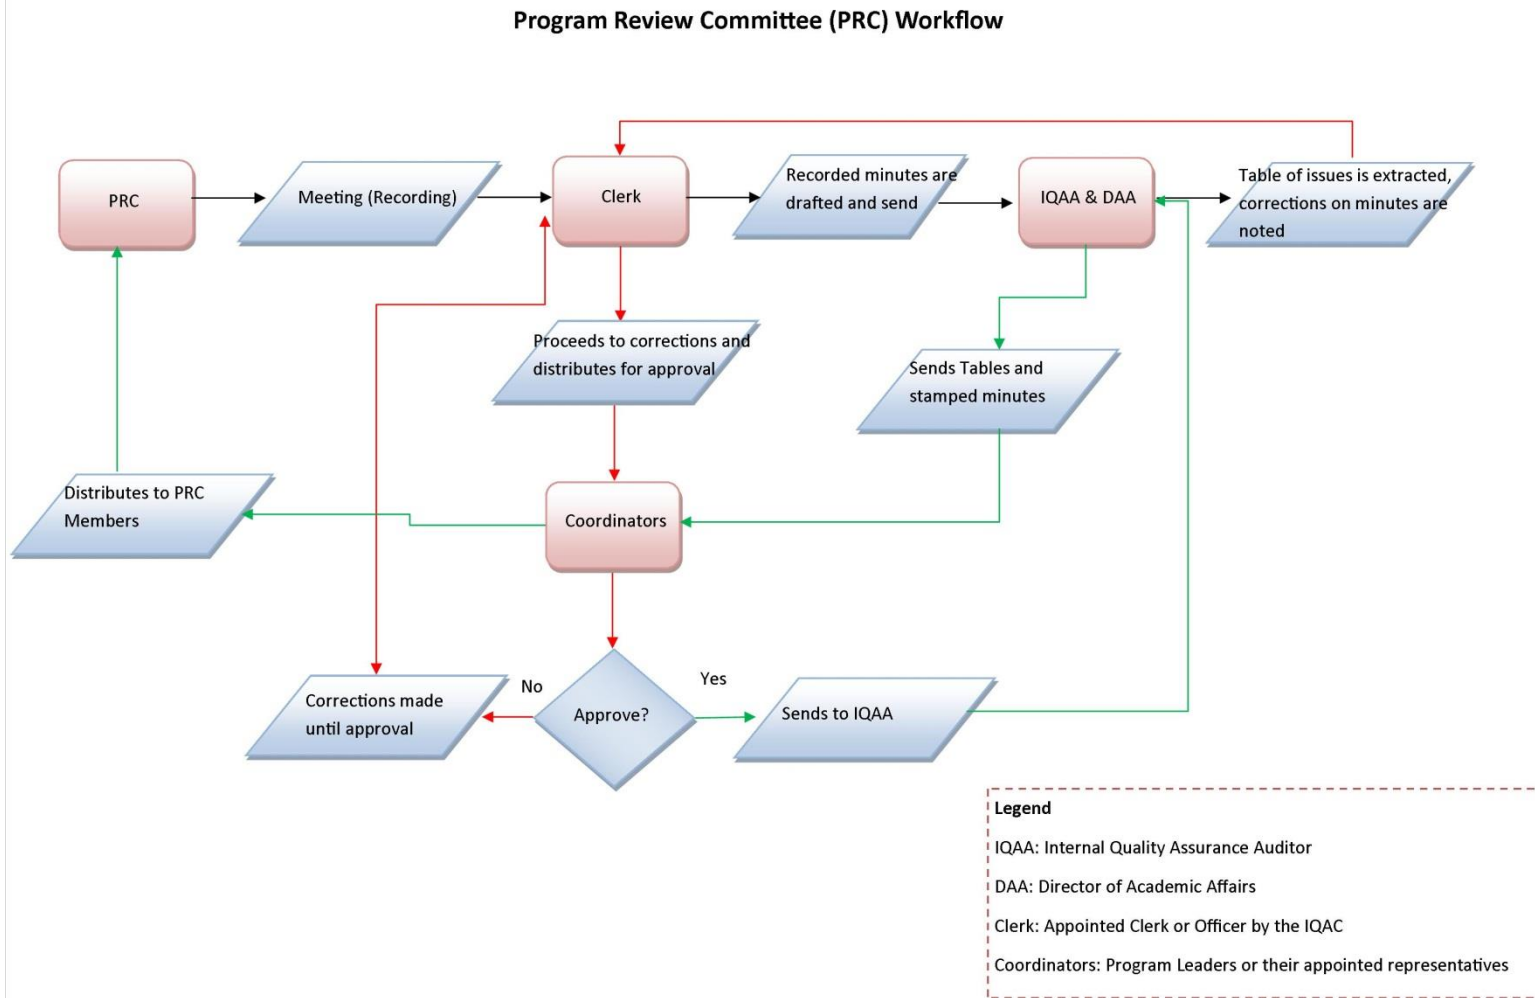 Program Review Committee (PRC) Workflow
PRC
Meeting (Recording)
Clerk
Recorded minutes are
drafted and send
IQAA & DAA
Table of issues is extracted,
corrections on minutes are
noted
Proceeds to corrections and
distributes for approval
Sends Tables and
stamped minutes
Distributes to PRC
Members
Coordinators
Corrections made
until approval
No
Approve?
Yes
Sends to IQAA
Legend
IQAA: Internal Quality Assurance Auditor
DAA: Director of Academic Affairs
Clerk: Appointed Clerk or Officer by the IQAC
Coordinators: Program Leaders or their appointed representatives